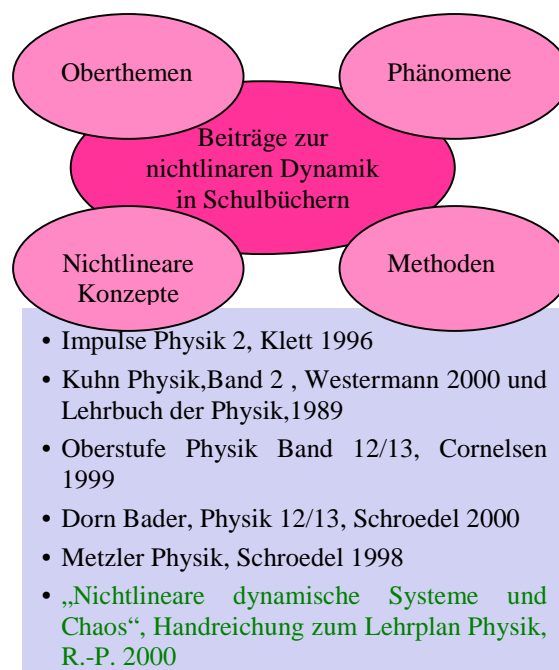 Oberthemen
Phänomene
Beiträge zur
nichtlinaren Dynamik
in Schulbüchern
Nichtlineare
Konzepte
Methoden
• Impulse Physik 2, Klett 1996
• Kuhn Physik,Band 2 , Westermann 2000 und
Lehrbuch der Physik,1989
• Oberstufe Physik Band 12/13, Cornelsen
1999
• Dorn Bader, Physik 12/13, Schroedel 2000
• Metzler Physik, Schroedel 1998
• „Nichtlineare dynamische Systeme und
Chaos“, Handreichung zum Lehrplan Physik,
R.-P. 2000